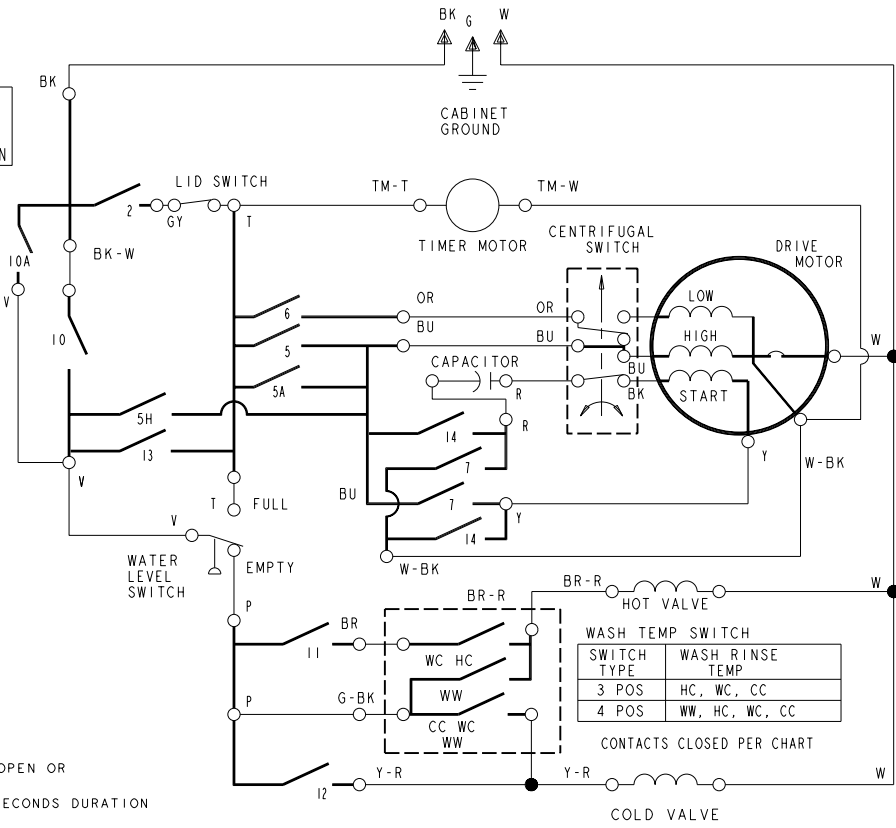 BK G W
CABINET
GROUND
BK
N
LID SWITCH
2
GY
T
TM-T
TM-W
TIMER MOTOR
CENTRIFUGAL
SWITCH
DRIVE
MOTOR
10A
BK-W
V
10
6
OR
OR
LOW
5
BU
BU
HIGH
W
5A
CAPACITOR
R
BU
BK
START
5H
14
R
13
7
Y
W-BK
V
T FULL
BU
7
Y
14
V
W-BK
WATER
LEVEL
SWITCH
EMPTY
BR-R
BR-R
HOT VALVE
W
P
BR
11
WC HC
WASH TEMP SWITCH
SWITCH TYPE
WASH RINSE TEMP
3 POS HC, WC, CC
4 POS WW, HC, WC, CC
WW
P
G-BK
CC WC
WW
CONTACTS CLOSED PER CHART
OPEN OR
12
Y-R
Y-R
W
ECONDS DURATION
COLD VALVE